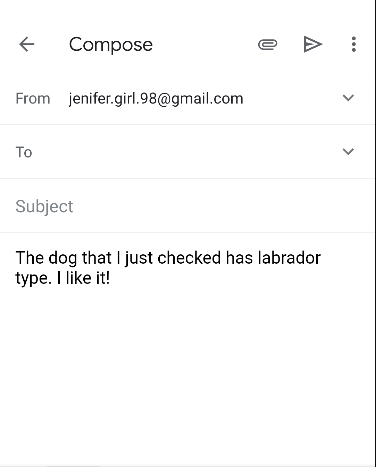 Compose
From jenifer.girl.98@gmail.com
To
Subject
The dog that I just checked has labrador
type. I like it!